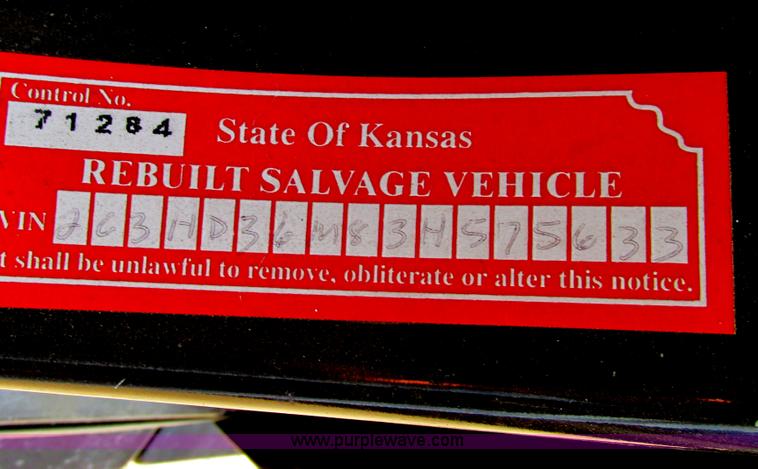 Control No.
71284
State Of Kansas
REBUILT SALVAGE VEHICLE
VIN 2C3HD36M83H575633
t shall be unlawful to remove, obliterate or alter this notice.
www.purplewave.com